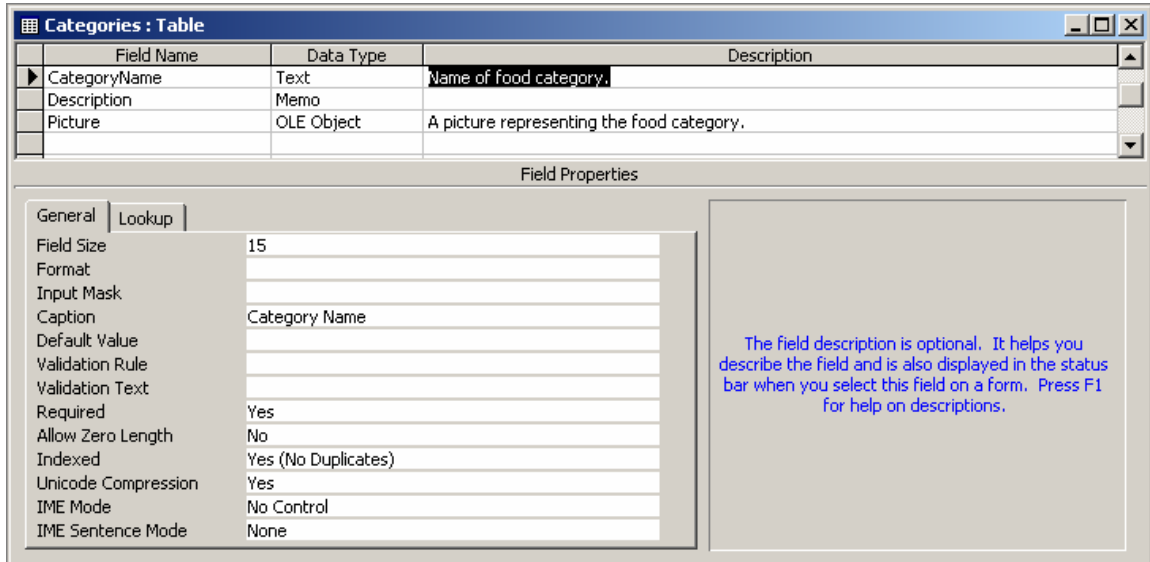 Categories : Table
Field Name Data Type Description
CategoryName Text Name of food category.
Description Memo
Picture OLE Object A picture representing the food category.
Field Properties
General Lookup
Field Size 15
Format
Input Mask
Caption Category Name
Default Value
Validation Rule
Validation Text
Required Yes
Allow Zero Length No
Indexed Yes (No Duplicates)
Unicode Compression Yes
IME Mode No Control
IME Sentence Mode None
The field description is optional. It helps you
describe the field and is also displayed in the status
bar when you select this field on a form. Press F1
for help on descriptions.